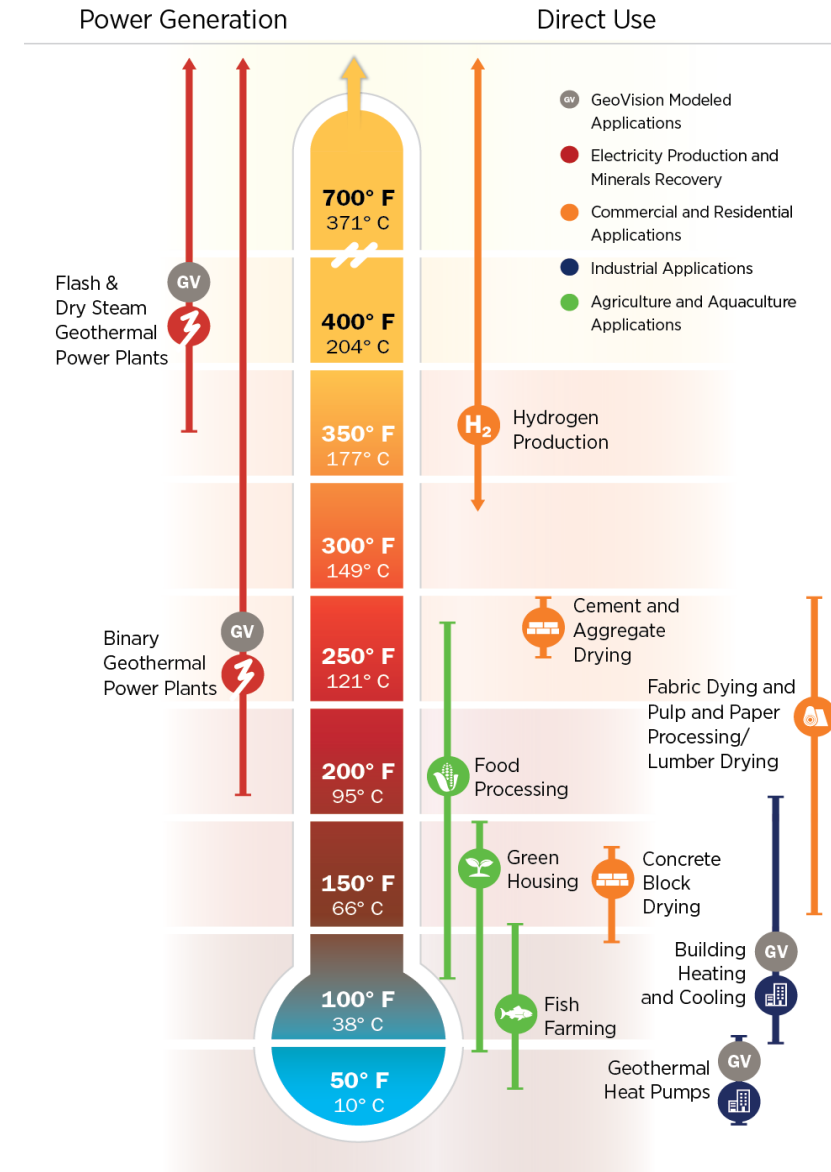 Power Generation
Direct Use
GV
GeoVision Modeled
Applications
Electricity Production and
Minerals Recovery
Commercial and Residential
Applications
Industrial Applications
Agriculture and Aquaculture
Applications
700° F
371° C
Flash &
Dry Steam
Geothermal
Power Plants
GV
400° F
204° C
350° F
177° C
H₂
Hydrogen
Production
300° F
149° C
Binary
Geothermal
Power Plants
GV
250° F
121° C
Cement and
Aggregate
Drying
Fabric Dying and
Pulp and Paper
Processing/
Lumber Drying
200° F
95° C
Food
Processing
150° F
66° C
Green
Housing
Concrete
Block
Drying
Building
Heating
and Cooling
GV
100° F
38° C
Fish
Farming
50° F
10° C
Geothermal
Heat Pumps
GV